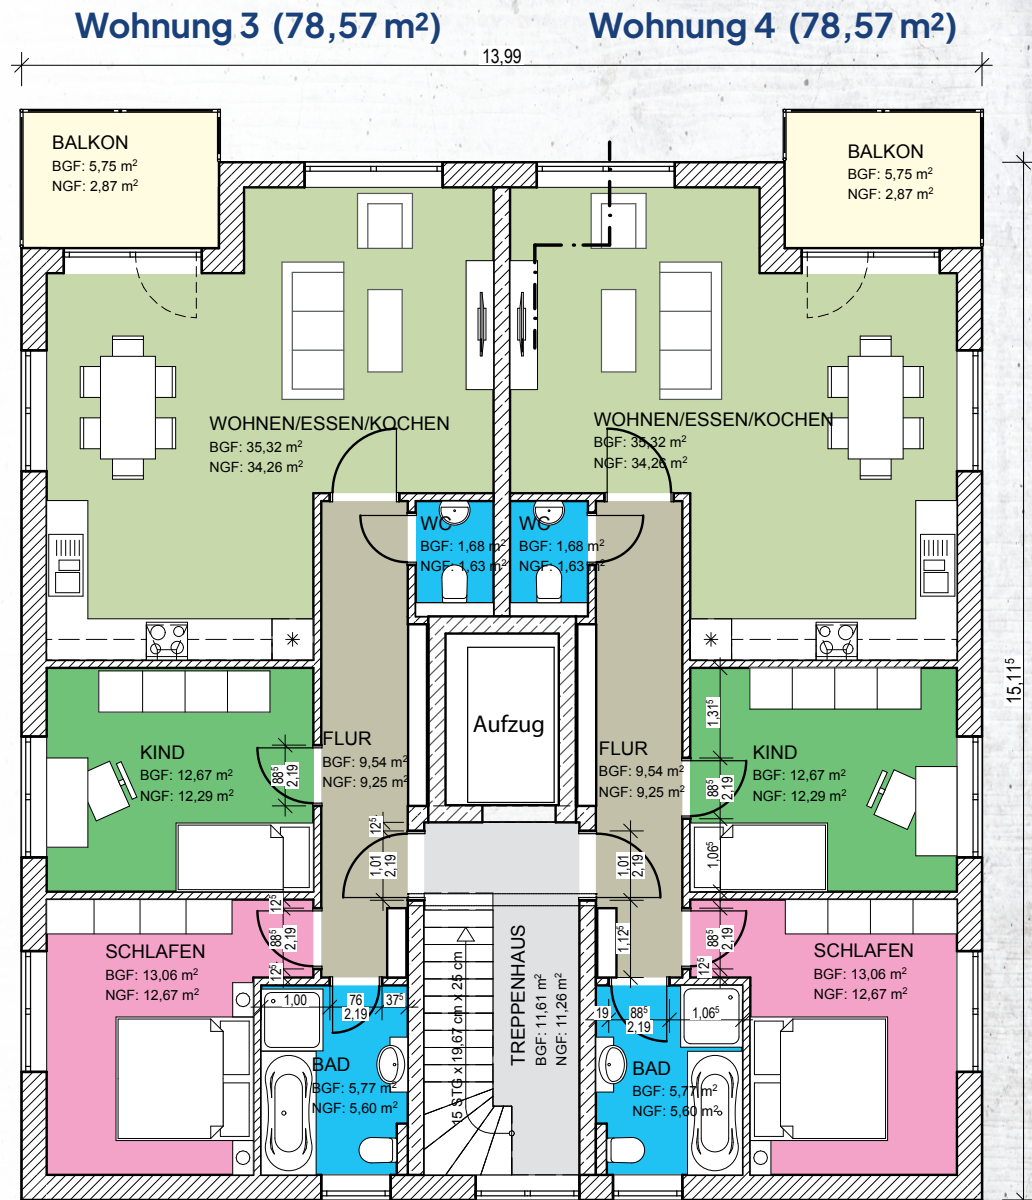 Wohnung 3 (78,57 m²)
Wohnung 4 (78,57 m²)
13,99
BALKON
BGF: 5,75 m²
NGF: 2,87 m²
BALKON
BGF: 5,75 m²
NGF: 2,87 m²
WOHNEN/ESSEN/KOCHEN
BGF: 35,32 m²
NGF: 34,26 m²
WOHNEN/ESSEN/KOCHEN
BGF: 35,32 m²
NGF: 34,26 m²
WC
BGF: 1,68 m²
NGF: 1,63 m²
WC
BGF: 1,68 m²
NGF: 1,63 m²
15,11⁵
Aufzug
KIND
BGF: 12,67 m²
NGF: 12,29 m²
88⁵
2,19
FLUR
BGF: 9,54 m²
NGF: 9,25 m²
FLUR
BGF: 9,54 m²
NGF: 9,25 m²
1,31⁵
88⁵
2,19
1,06⁵
KIND
BGF: 12,67 m²
NGF: 12,29 m²
12⁵
1,01
2,19
1,01
2,19
1,12⁵
SCHLAFEN
BGF: 13,06 m²
NGF: 12,67 m²
12⁵
88⁵
2,19
12⁵
88⁵
2,19
12⁵
SCHLAFEN
BGF: 13,06 m²
NGF: 12,67 m²
1,00
76
2,19
37⁵
15 STG x 19,67 cm x 25 cm
TREPPENHAUS
BGF: 11,61 m²
NGF: 11,26 m²
19
88⁵
2,19
1,06⁵
BAD
BGF: 5,77 m²
NGF: 5,60 m²
BAD
BGF: 5,77 m²
NGF: 5,60 m²